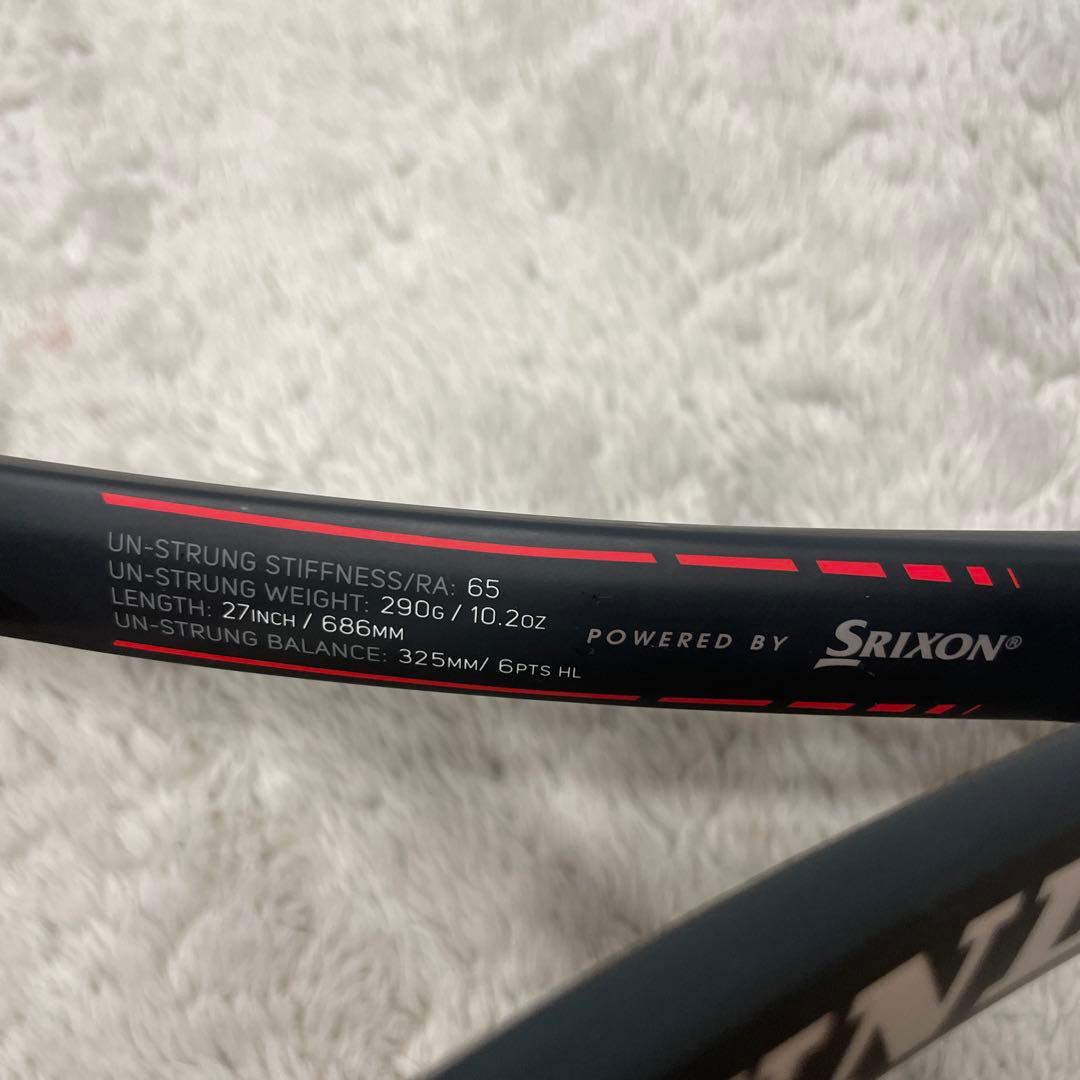 UN-STRUNG STIFFNESS/RA: 65
UN-STRUNG WEIGHT: 290G / 10.2OZ
LENGTH: 27INCH / 686MM
UN-STRUNG BALANCE: 325MM/ 6PTS HL
POWERED BY SRIXON®